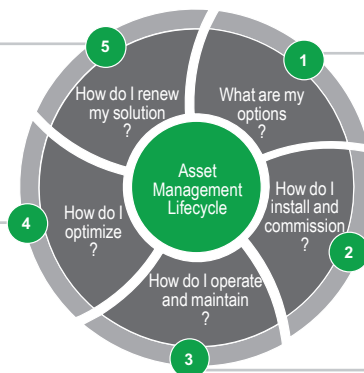 5
1
How do I renew
my solution
?
What are my
options
?
Asset
Management
Lifecycle
How do I
install and
commission
?
How do I
optimize
?
4
2
How do I operate
and maintain
?
3